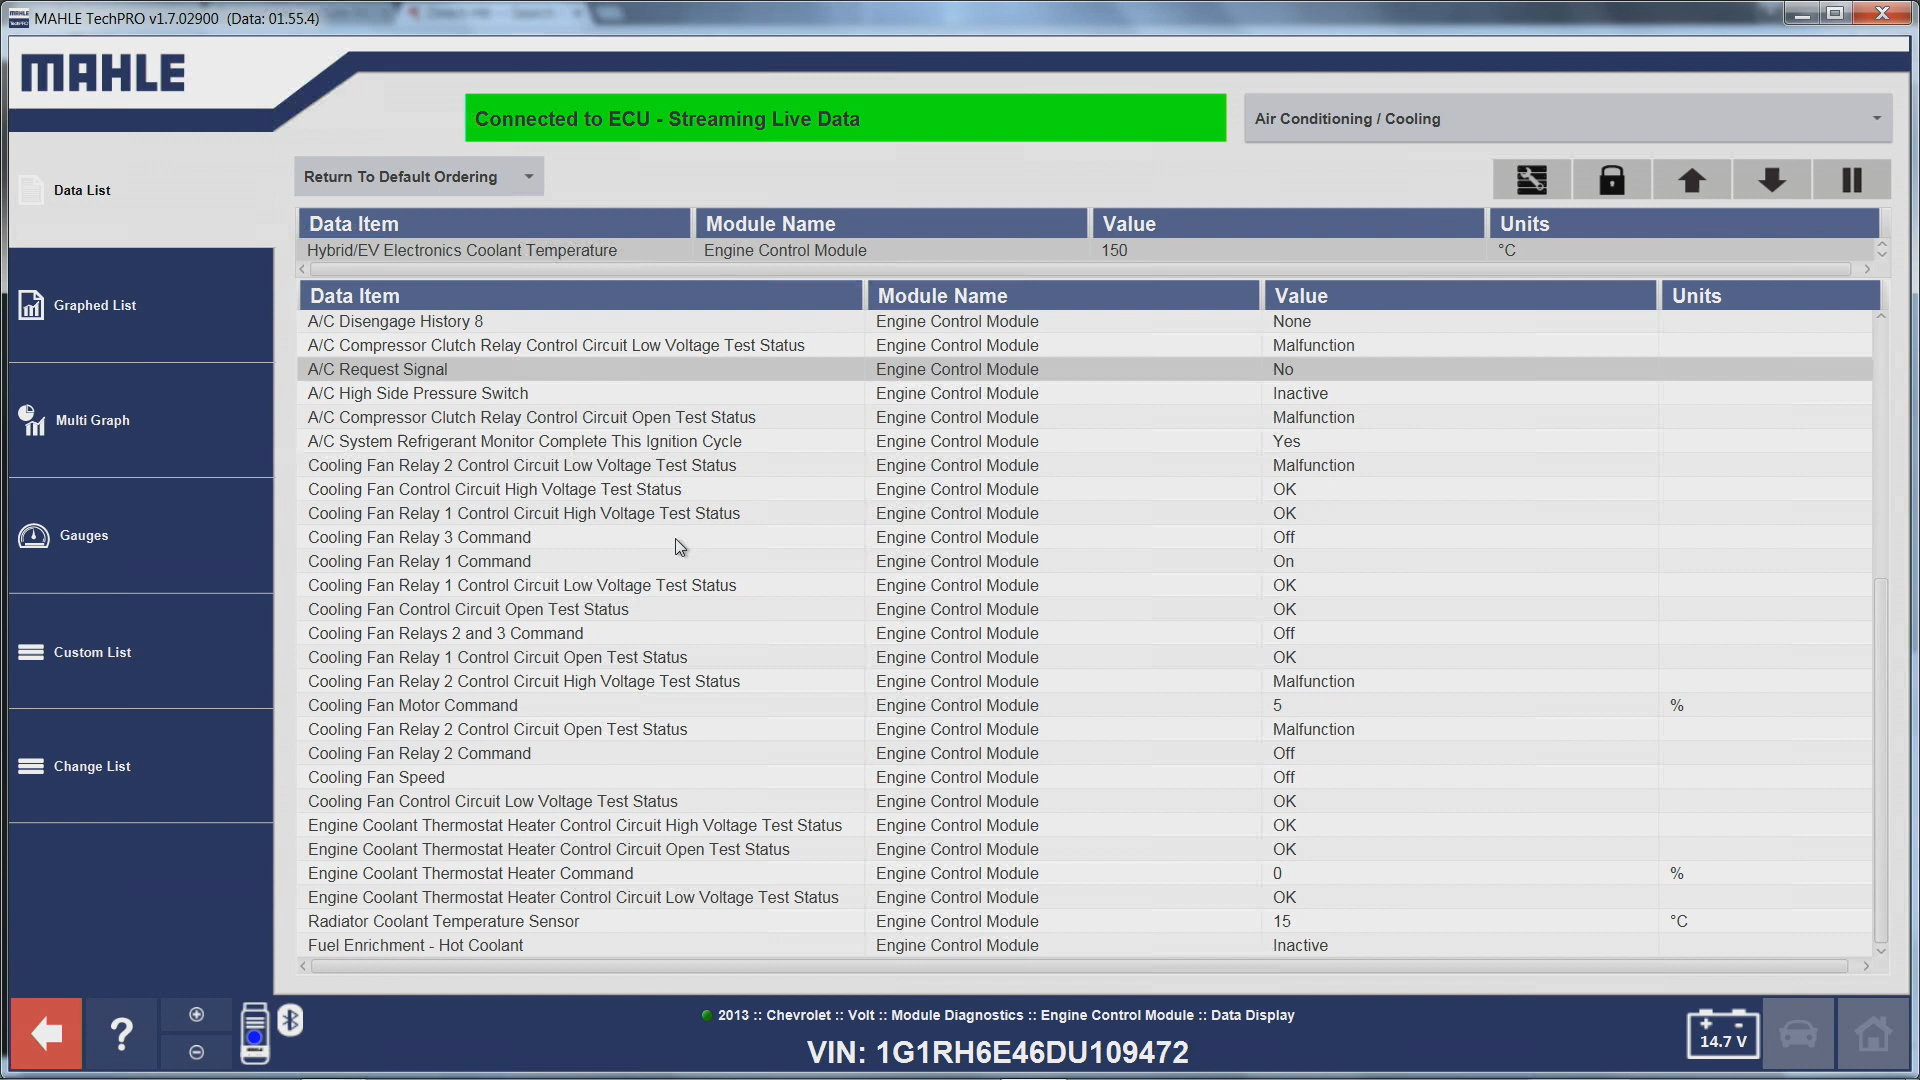 MAHLE TechPRO v1.7.02900 (Data: 01.55.4)
MAHLE
Connected to ECU - Streaming Live Data
Air Conditioning / Cooling
Data List
Return To Default Ordering
Data Item Module Name Value Units
Hybrid/EV Electronics Coolant Temperature Engine Control Module 150 °C
Data Item Module Name Value Units
A/C Disengage History 8 Engine Control Module None
A/C Compressor Clutch Relay Control Circuit Low Voltage Test Status Engine Control Module Malfunction
A/C Request Signal Engine Control Module No
A/C High Side Pressure Switch Engine Control Module Inactive
A/C Compressor Clutch Relay Control Circuit Open Test Status Engine Control Module Malfunction
A/C System Refrigerant Monitor Complete This Ignition Cycle Engine Control Module Yes
Cooling Fan Relay 2 Control Circuit Low Voltage Test Status Engine Control Module Malfunction
Cooling Fan Control Circuit High Voltage Test Status Engine Control Module OK
Cooling Fan Relay 1 Control Circuit High Voltage Test Status Engine Control Module OK
Cooling Fan Relay 3 Command Engine Control Module Off
Cooling Fan Relay 1 Command Engine Control Module On
Cooling Fan Relay 1 Control Circuit Low Voltage Test Status Engine Control Module OK
Cooling Fan Control Circuit Open Test Status Engine Control Module OK
Cooling Fan Relays 2 and 3 Command Engine Control Module Off
Cooling Fan Relay 1 Control Circuit Open Test Status Engine Control Module OK
Cooling Fan Relay 2 Control Circuit High Voltage Test Status Engine Control Module Malfunction
Cooling Fan Motor Command Engine Control Module 5 %
Cooling Fan Relay 2 Control Circuit Open Test Status Engine Control Module Malfunction
Cooling Fan Relay 2 Command Engine Control Module Off
Cooling Fan Speed Engine Control Module Off
Cooling Fan Control Circuit Low Voltage Test Status Engine Control Module OK
Engine Coolant Thermostat Heater Control Circuit High Voltage Test Status Engine Control Module OK
Engine Coolant Thermostat Heater Control Circuit Open Test Status Engine Control Module OK
Engine Coolant Thermostat Heater Command Engine Control Module 0 %
Engine Coolant Thermostat Heater Control Circuit Low Voltage Test Status Engine Control Module OK
Radiator Coolant Temperature Sensor Engine Control Module 15 °C
Fuel Enrichment - Hot Coolant Engine Control Module Inactive
Graphed List
Multi Graph
Gauges
Custom List
Change List
?
2013 :: Chevrolet :: Volt :: Module Diagnostics :: Engine Control Module :: Data Display
VIN: 1G1RH6E46DU109472
14.7 V